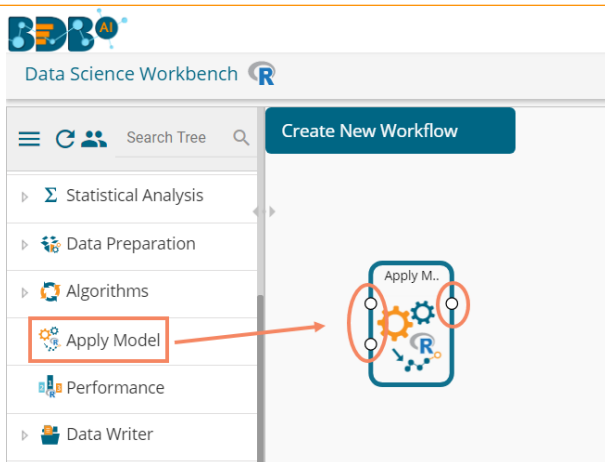 BDB AI
Data Science Workbench R
Search Tree
Create New Workflow
Σ Statistical Analysis
Data Preparation
Algorithms
Apply Model
Performance
Data Writer
Apply M..
R